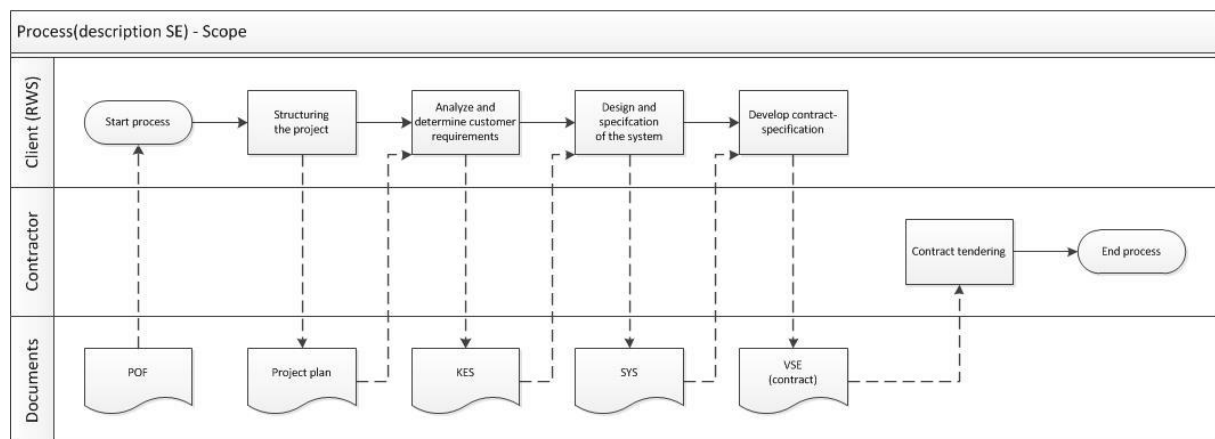 Process(description SE) - Scope
Client (RWS)
Start process
Structuring
the project
Analyze and
determine customer
requirements
Design and
specifcation
of the system
Develop contract-
specification
Contractor
Contract tendering
End process
Documents
POF
Project plan
KES
SYS
VSE
(contract)